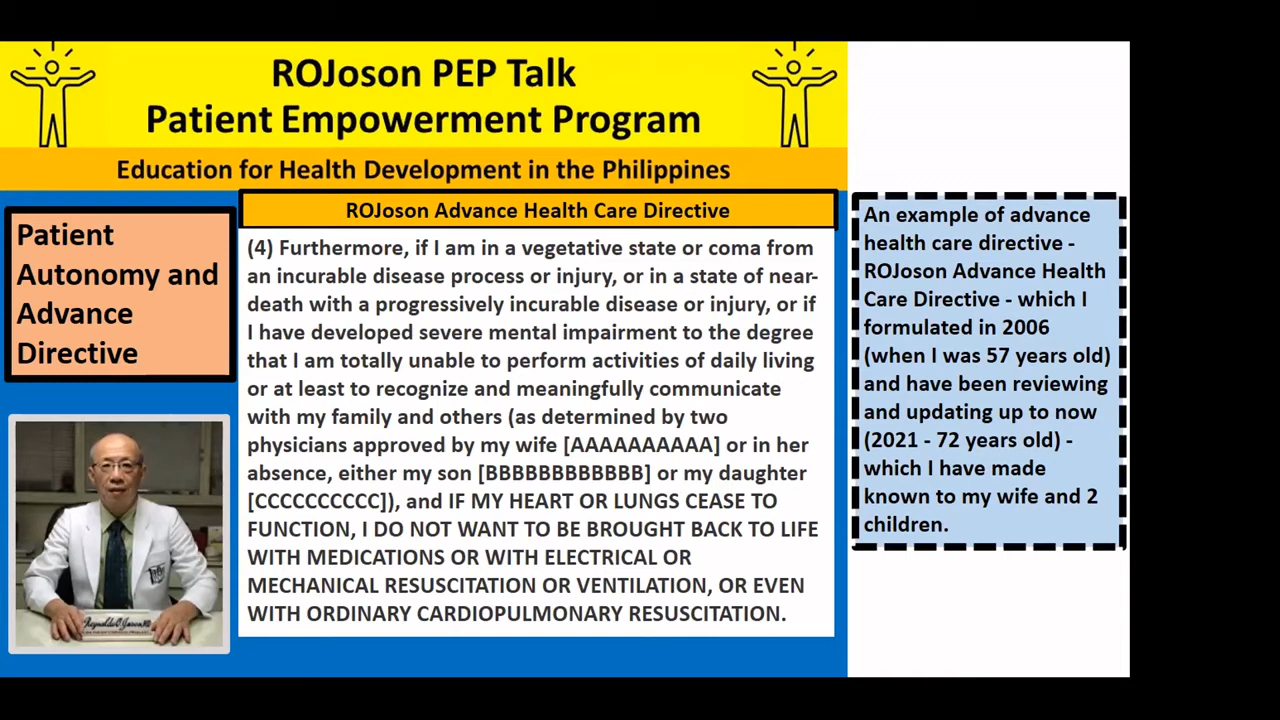 ROJoson PEP Talk
Patient Empowerment Program
Education for Health Development in the Philippines
Patient
Autonomy and
Advance
Directive
ROJoson Advance Health Care Directive
(4) Furthermore, if I am in a vegetative state or coma from
an incurable disease process or injury, or in a state of near-
death with a progressively incurable disease or injury, or if
I have developed severe mental impairment to the degree
that I am totally unable to perform activities of daily living
or at least to recognize and meaningfully communicate
with my family and others (as determined by two
physicians approved by my wife [AAAAAAAAAA] or in her
absence, either my son [BBBBBBBBBBBB] or my daughter
[CCCCCCCCCC]), and IF MY HEART OR LUNGS CEASE TO
FUNCTION, I DO NOT WANT TO BE BROUGHT BACK TO LIFE
WITH MEDICATIONS OR WITH ELECTRICAL OR
MECHANICAL RESUSCITATION OR VENTILATION, OR EVEN
WITH ORDINARY CARDIOPULMONARY RESUSCITATION.
An example of advance
health care directive -
ROJoson Advance Health
Care Directive - which I
formulated in 2006
(when I was 57 years old)
and have been reviewing
and updating up to now
(2021 - 72 years old) -
which I have made
known to my wife and 2
children.